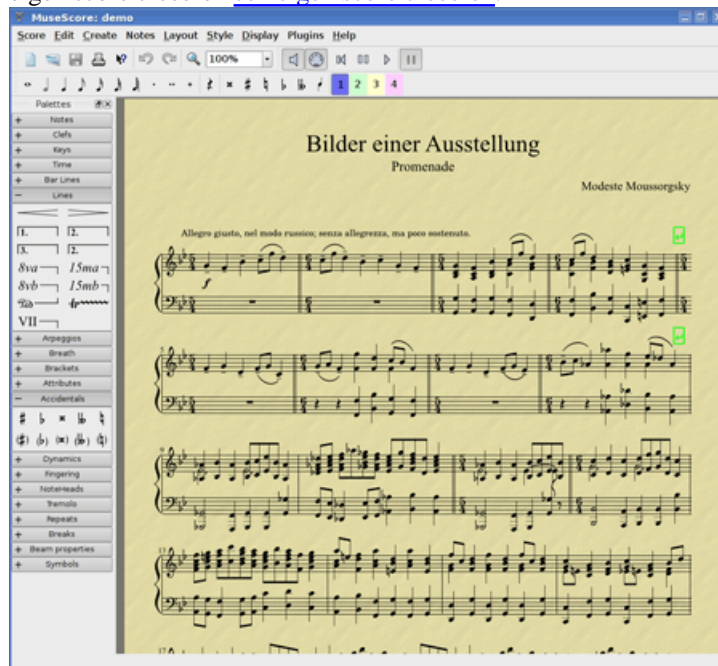 MuseScore: demo
Score Edit Create Notes Layout Style Display Plugins Help
100%
1 2 3 4
Palettes
Notes
Clefs
Keys
Time
Bar Lines
Lines
1. 2.
3. 2.
8va 15ma
8vb 15mb
VII
Arpeggios
Breath
Brackets
Attributes
Accidentals
Dynamics
Fingering
NoteHeads
Tremolo
Repeats
Breaks
Beam properties
Symbols
Bilder einer Ausstellung
Promenade
Modeste Moussorgsky
Allegro giusto, nel modo russico; senza allegrezza, ma poco sostenuto.
f
5
9
13
17